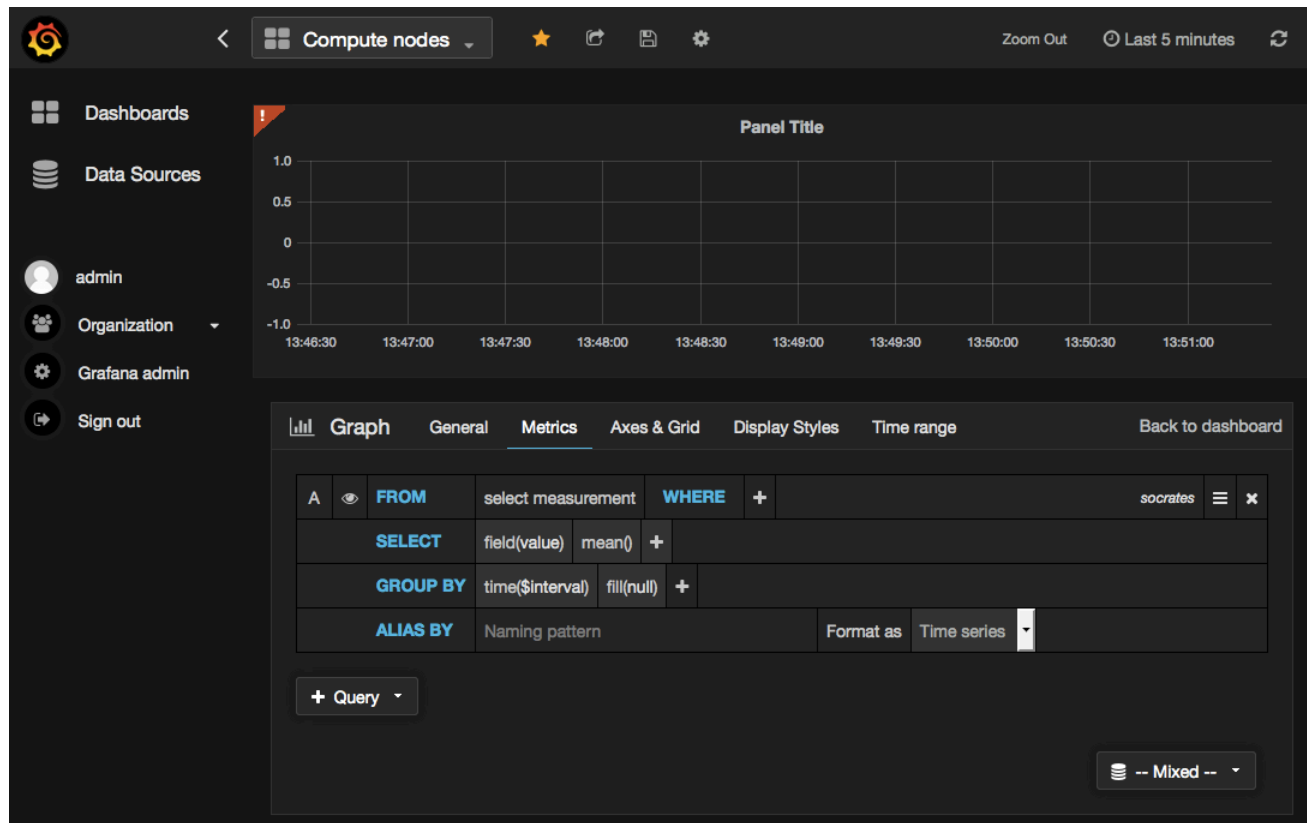 Compute nodes
Zoom Out
Last 5 minutes
Dashboards
Data Sources
admin
Organization
Grafana admin
Sign out
!
Panel Title
1.0
0.5
0
-0.5
-1.0
13:46:30 13:47:00 13:47:30 13:48:00 13:48:30 13:49:00 13:49:30 13:50:00 13:50:30 13:51:00
Graph General Metrics Axes & Grid Display Styles Time range Back to dashboard
A FROM select measurement WHERE + socrates
SELECT field(value) mean() +
GROUP BY time($interval) fill(null) +
ALIAS BY Naming pattern Format as Time series
+ Query
-- Mixed --